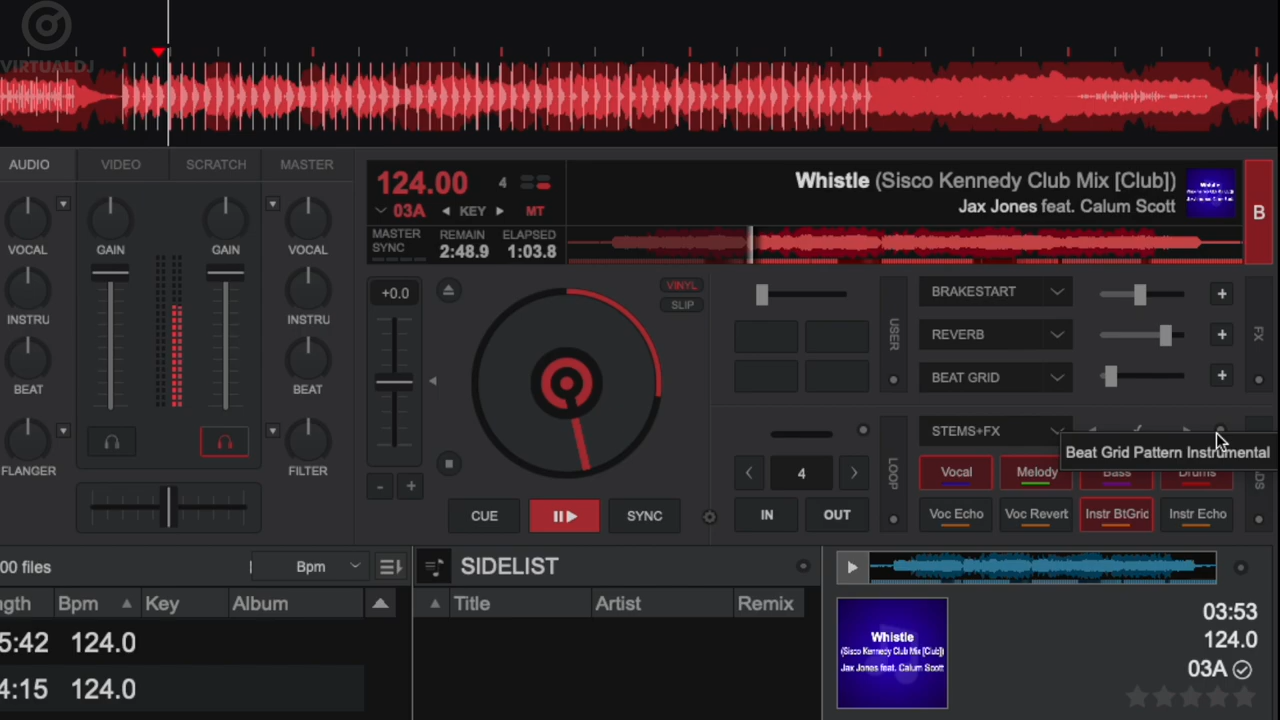 VIRTUALDJ
AUDIO VIDEO SCRATCH MASTER
VOCAL GAIN GAIN VOCAL
INSTRU INSTRU
BEAT BEAT
FLANGER FILTER
124.00 4
03A KEY MT
MASTER SYNC
REMAIN 2:48.9
ELAPSED 1:03.8
Whistle (Sisco Kennedy Club Mix [Club])
Jax Jones feat. Calum Scott
Whistle
B
+0.0
VINYL
SLIP
- +
CUE SYNC
USER
BRAKESTART +
REVERB +
BEAT GRID +
FX
LOOP
4
IN OUT
STEMS+FX
Beat Grid Pattern Instrumental
Vocal Melody Bass Drums
Voc Echo Voc Revert Instr BtGric Instr Echo
ADS
00 files
Bpm
SIDELIST
ngth Bpm Key Album
Title Artist Remix
5:42 124.0
4:15 124.0
Whistle
(Sisco Kennedy Club Mix [Club])
Jax Jones feat. Calum Scott
03:53
124.0
03A